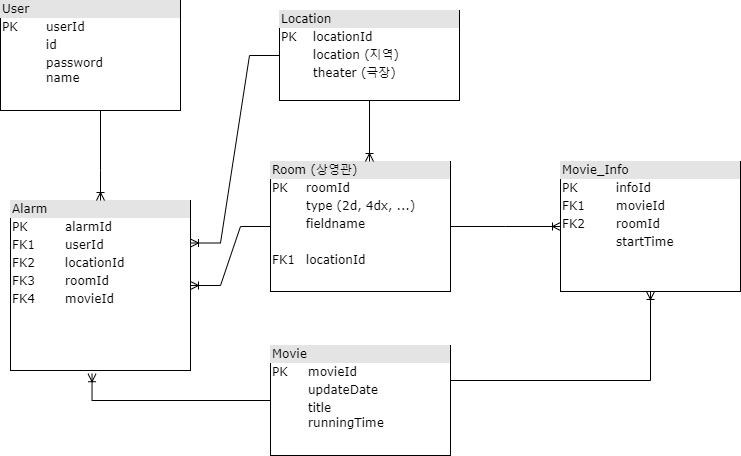 User
PK userId
id
password
name
Location
PK locationId
location (지역)
theater (극장)
Room (상영관)
PK roomId
type (2d, 4dx, ...)
fieldname
FK1 locationId
Movie_Info
PK infoId
FK1 movieId
FK2 roomId
startTime
Alarm
PK alarmId
FK1 userId
FK2 locationId
FK3 roomId
FK4 movieId
Movie
PK movieId
updateDate
title
runningTime